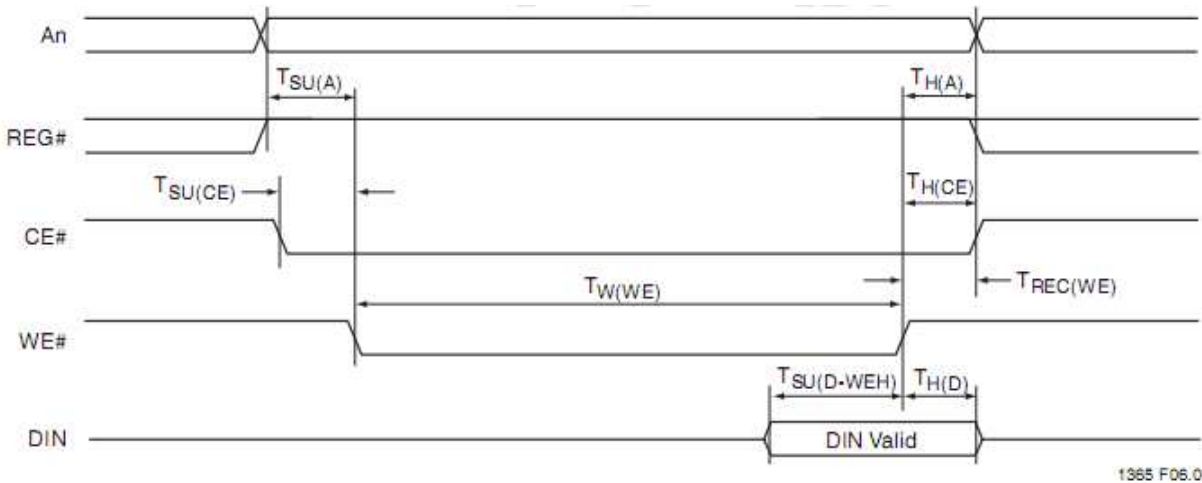 An
TSU(A)
TH(A)
REG#
TSU(CE)
TH(CE)
CE#
TW(WE)
TREC(WE)
WE#
TSU(D-WEH)
TH(D)
DIN
DIN Valid
1365 F06.0